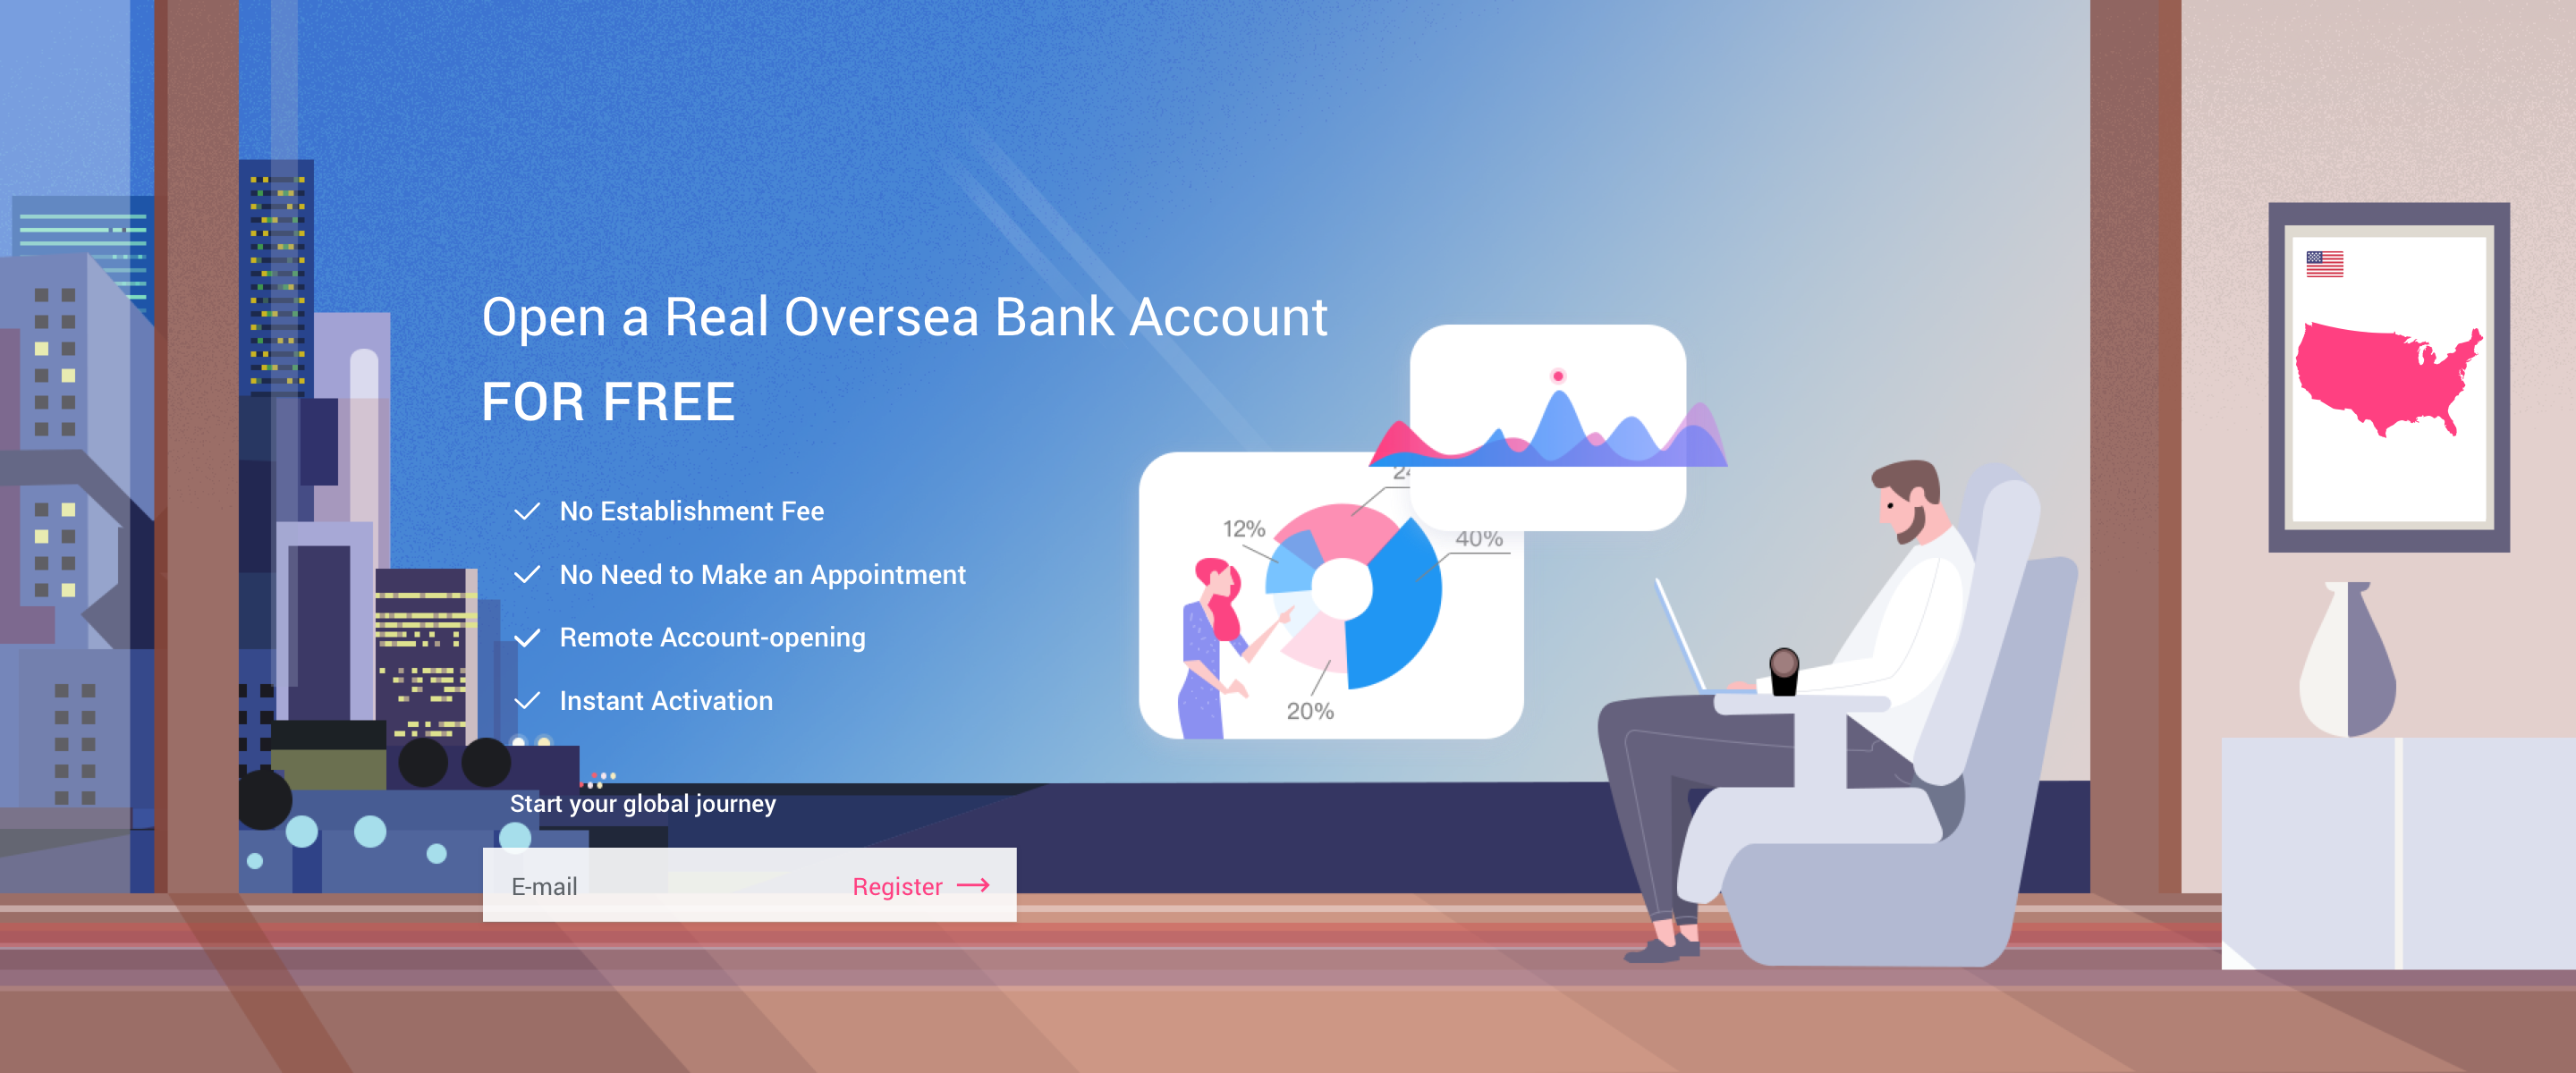 Open a Real Oversea Bank Account
FOR FREE
No Establishment Fee
No Need to Make an Appointment
Remote Account-opening
Instant Activation
Start your global journey
E-mail
Register
12%
40%
20%